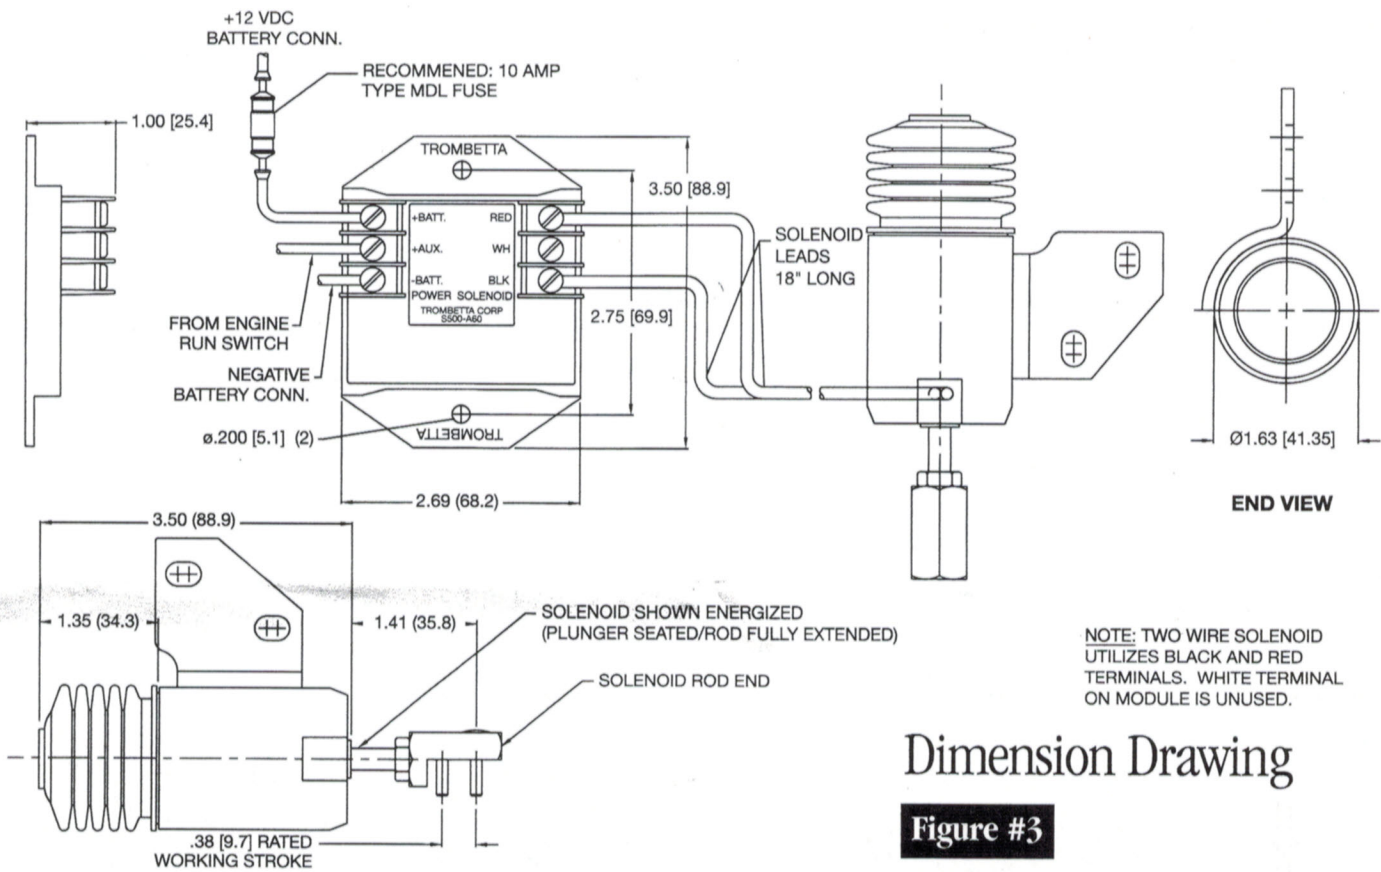 +12 VDC
BATTERY CONN.
RECOMMENED: 10 AMP
TYPE MDL FUSE
1.00 [25.4]
TROMBETTA
3.50 [88.9]
+BATT. RED
+AUX. WH
-BATT. BLK
POWER SOLENOID
TROMBETTA CORP
S500-A60
SOLENOID
LEADS
18" LONG
2.75 [69.9]
FROM ENGINE
RUN SWITCH
NEGATIVE
BATTERY CONN.
ø.200 [5.1] (2)
TROMBETTA
2.69 (68.2)
Ø1.63 [41.35]
END VIEW
3.50 (88.9)
1.35 (34.3)
1.41 (35.8)
SOLENOID SHOWN ENERGIZED
(PLUNGER SEATED/ROD FULLY EXTENDED)
SOLENOID ROD END
.38 [9.7] RATED
WORKING STROKE
NOTE: TWO WIRE SOLENOID
UTILIZES BLACK AND RED
TERMINALS. WHITE TERMINAL
ON MODULE IS UNUSED.
Dimension Drawing
Figure #3